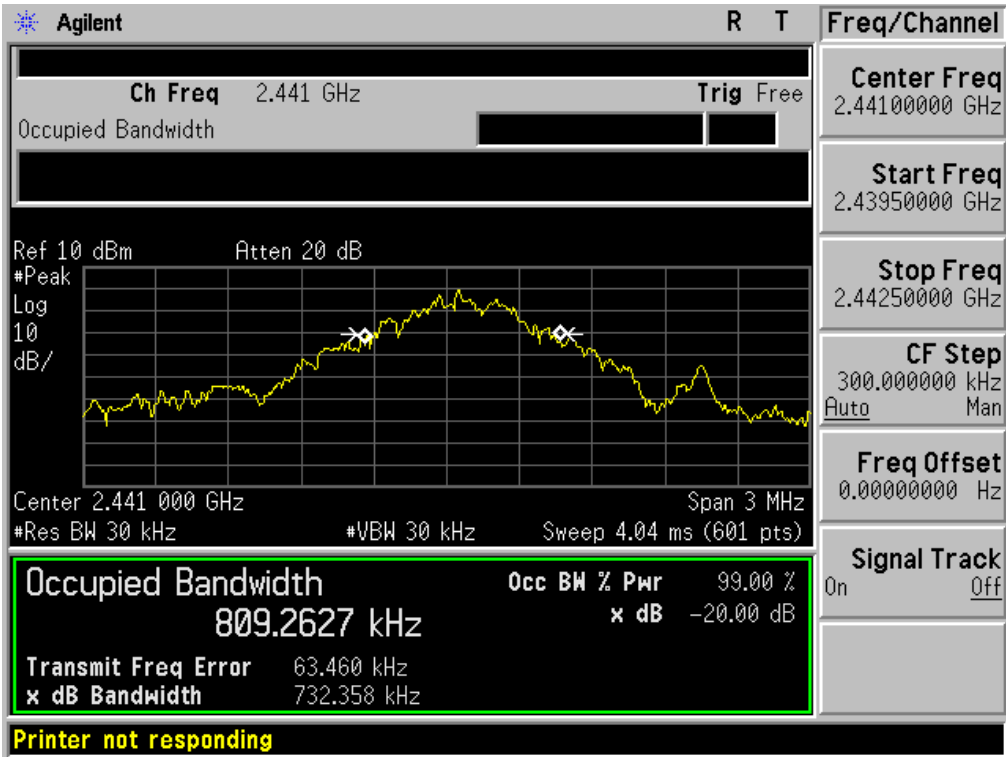 Agilent R T
Ch Freq 2.441 GHz Trig Free
Occupied Bandwidth
Ref 10 dBm Atten 20 dB
#Peak
Log
10
dB/
Center 2.441 000 GHz Span 3 MHz
#Res BW 30 kHz #VBW 30 kHz Sweep 4.04 ms (601 pts)
Occupied Bandwidth Occ BW % Pwr 99.00 %
809.2627 kHz x dB -20.00 dB
Transmit Freq Error 63.460 kHz
x dB Bandwidth 732.358 kHz
Printer not responding
Freq/Channel
Center Freq
2.44100000 GHz
Start Freq
2.43950000 GHz
Stop Freq
2.44250000 GHz
CF Step
300.000000 kHz
Auto Man
Freq Offset
0.00000000 Hz
Signal Track
On Off